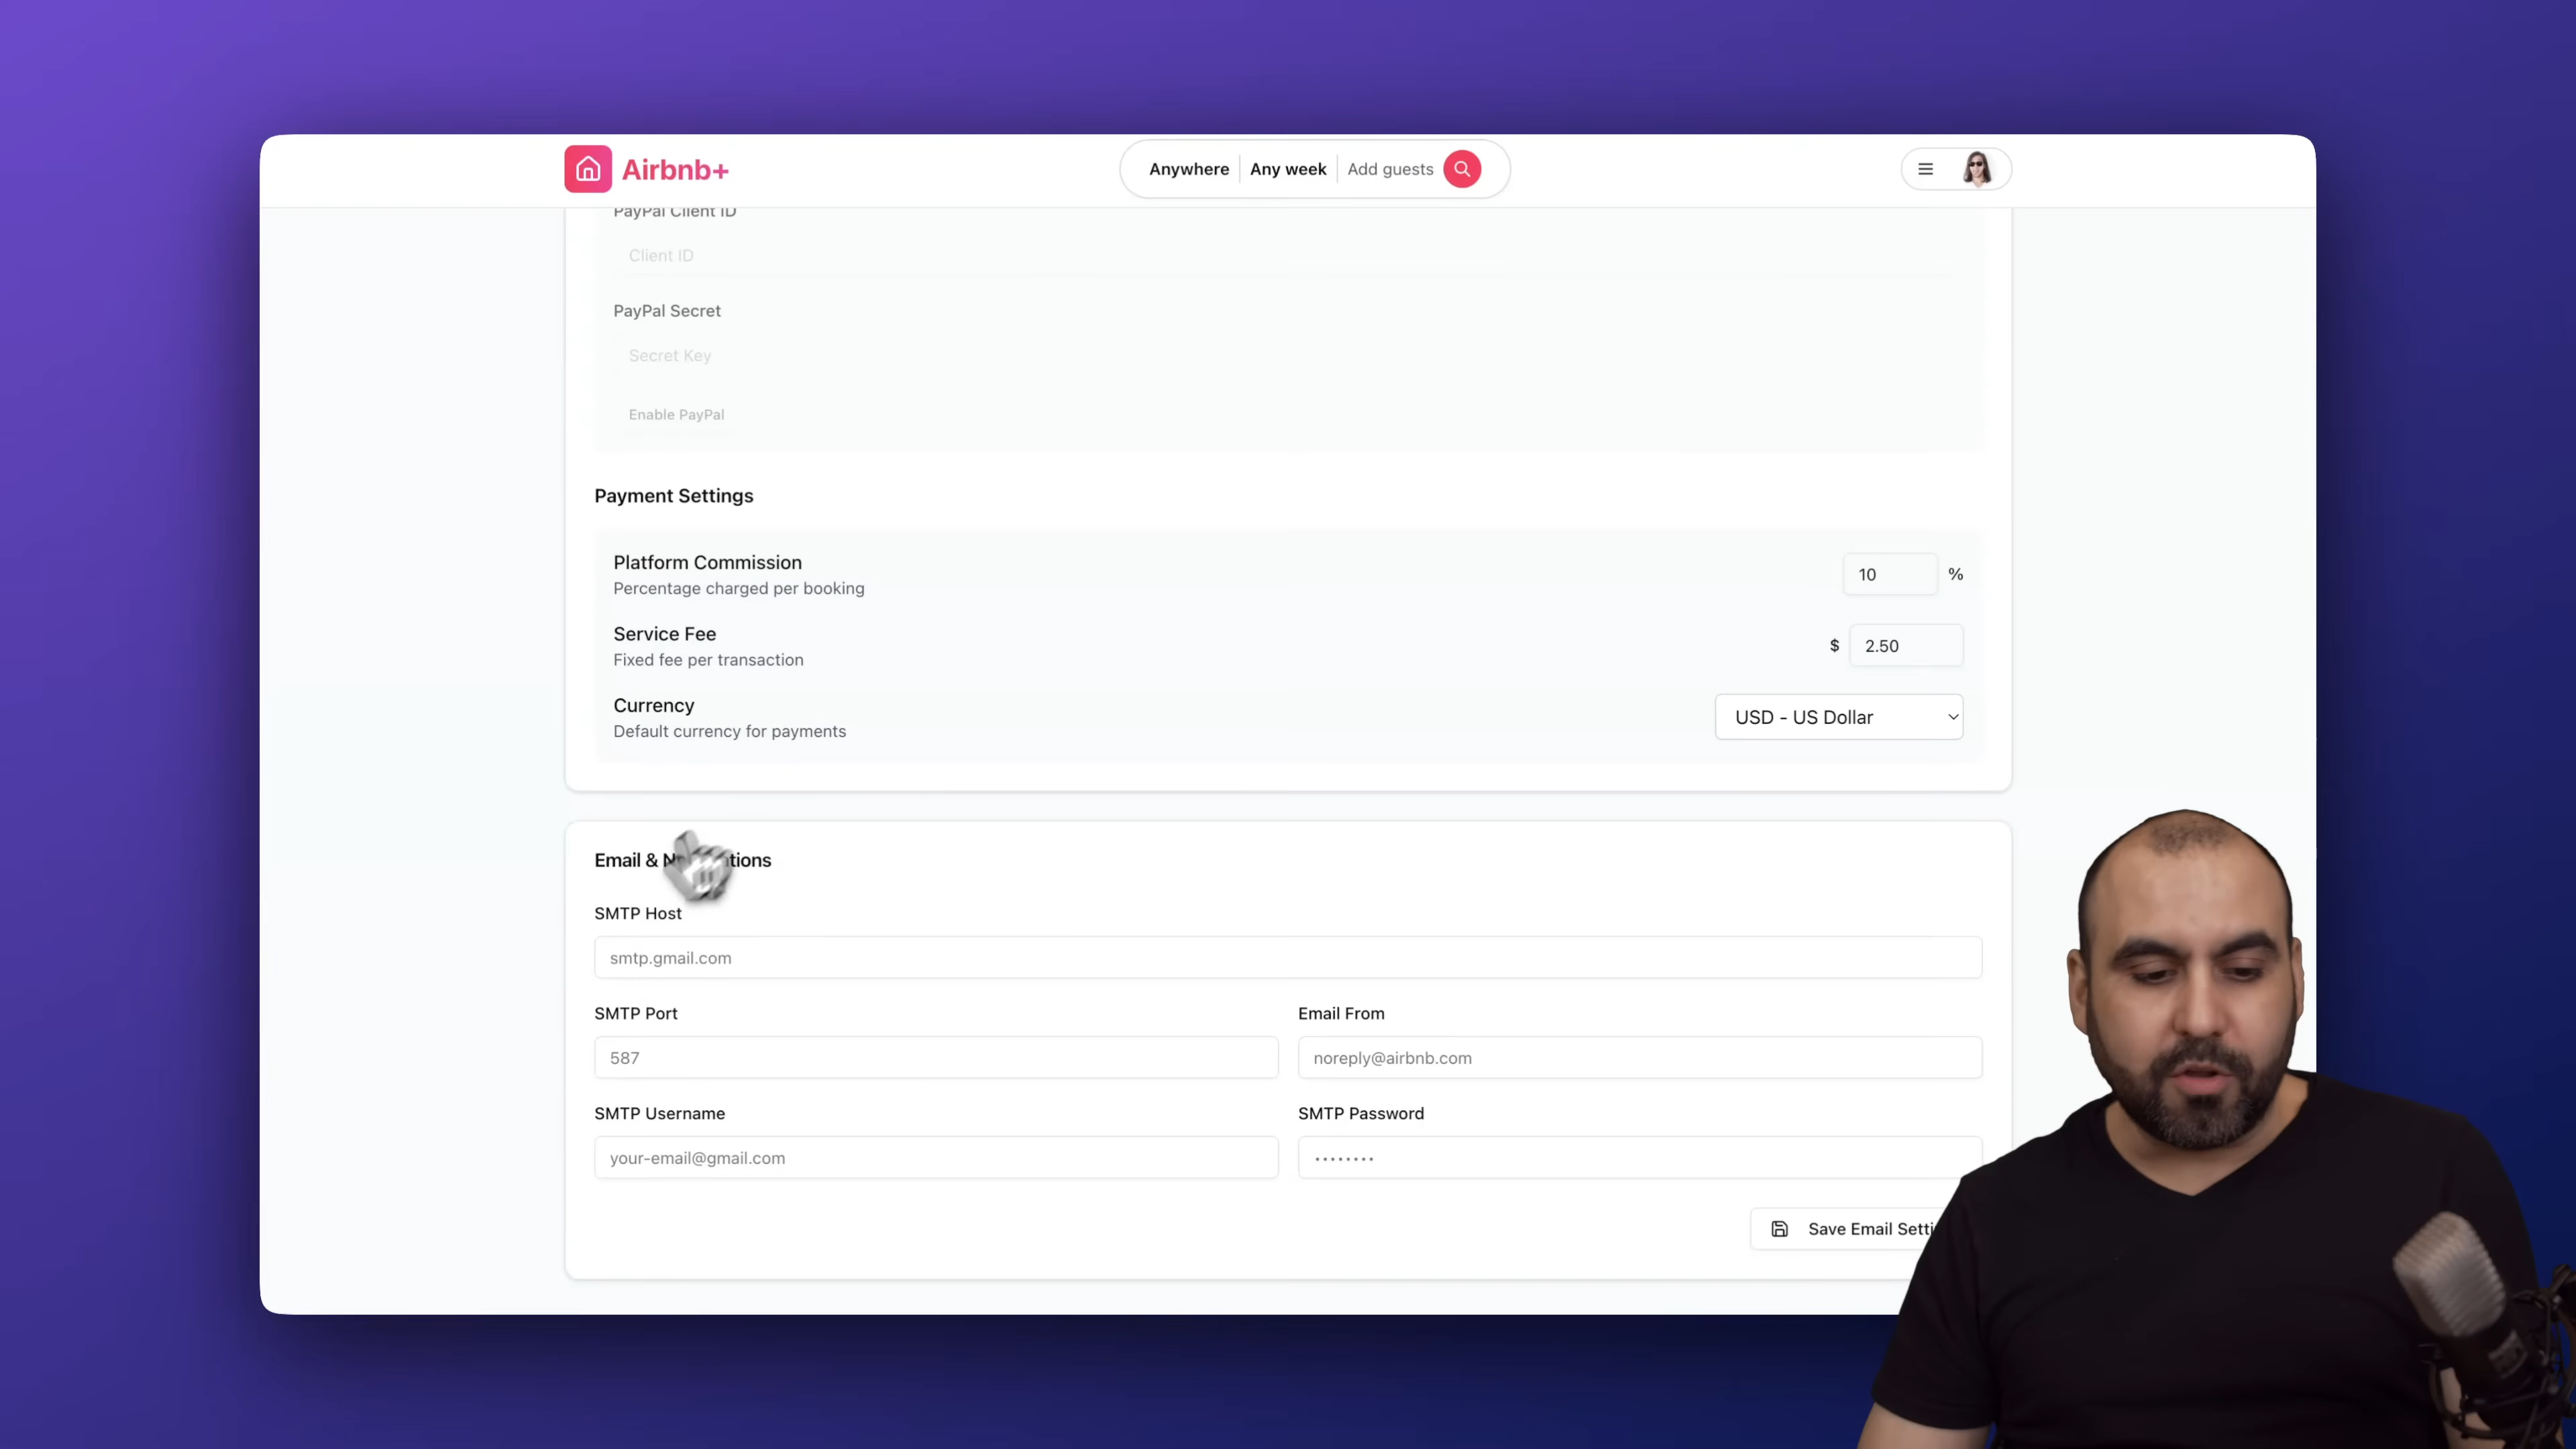 Airbnb+
Anywhere Any week Add guests
PayPal Client ID
Client ID
PayPal Secret
Secret Key
Enable PayPal
Payment Settings
Platform Commission
Percentage charged per booking
10 %
Service Fee
Fixed fee per transaction
$ 2.50
Currency
Default currency for payments
USD - US Dollar
Email &
SMTP Host
smtp.gmail.com
SMTP Port
587
Email From
noreply@airbnb.com
SMTP Username
your-email@gmail.com
SMTP Password
Save Email